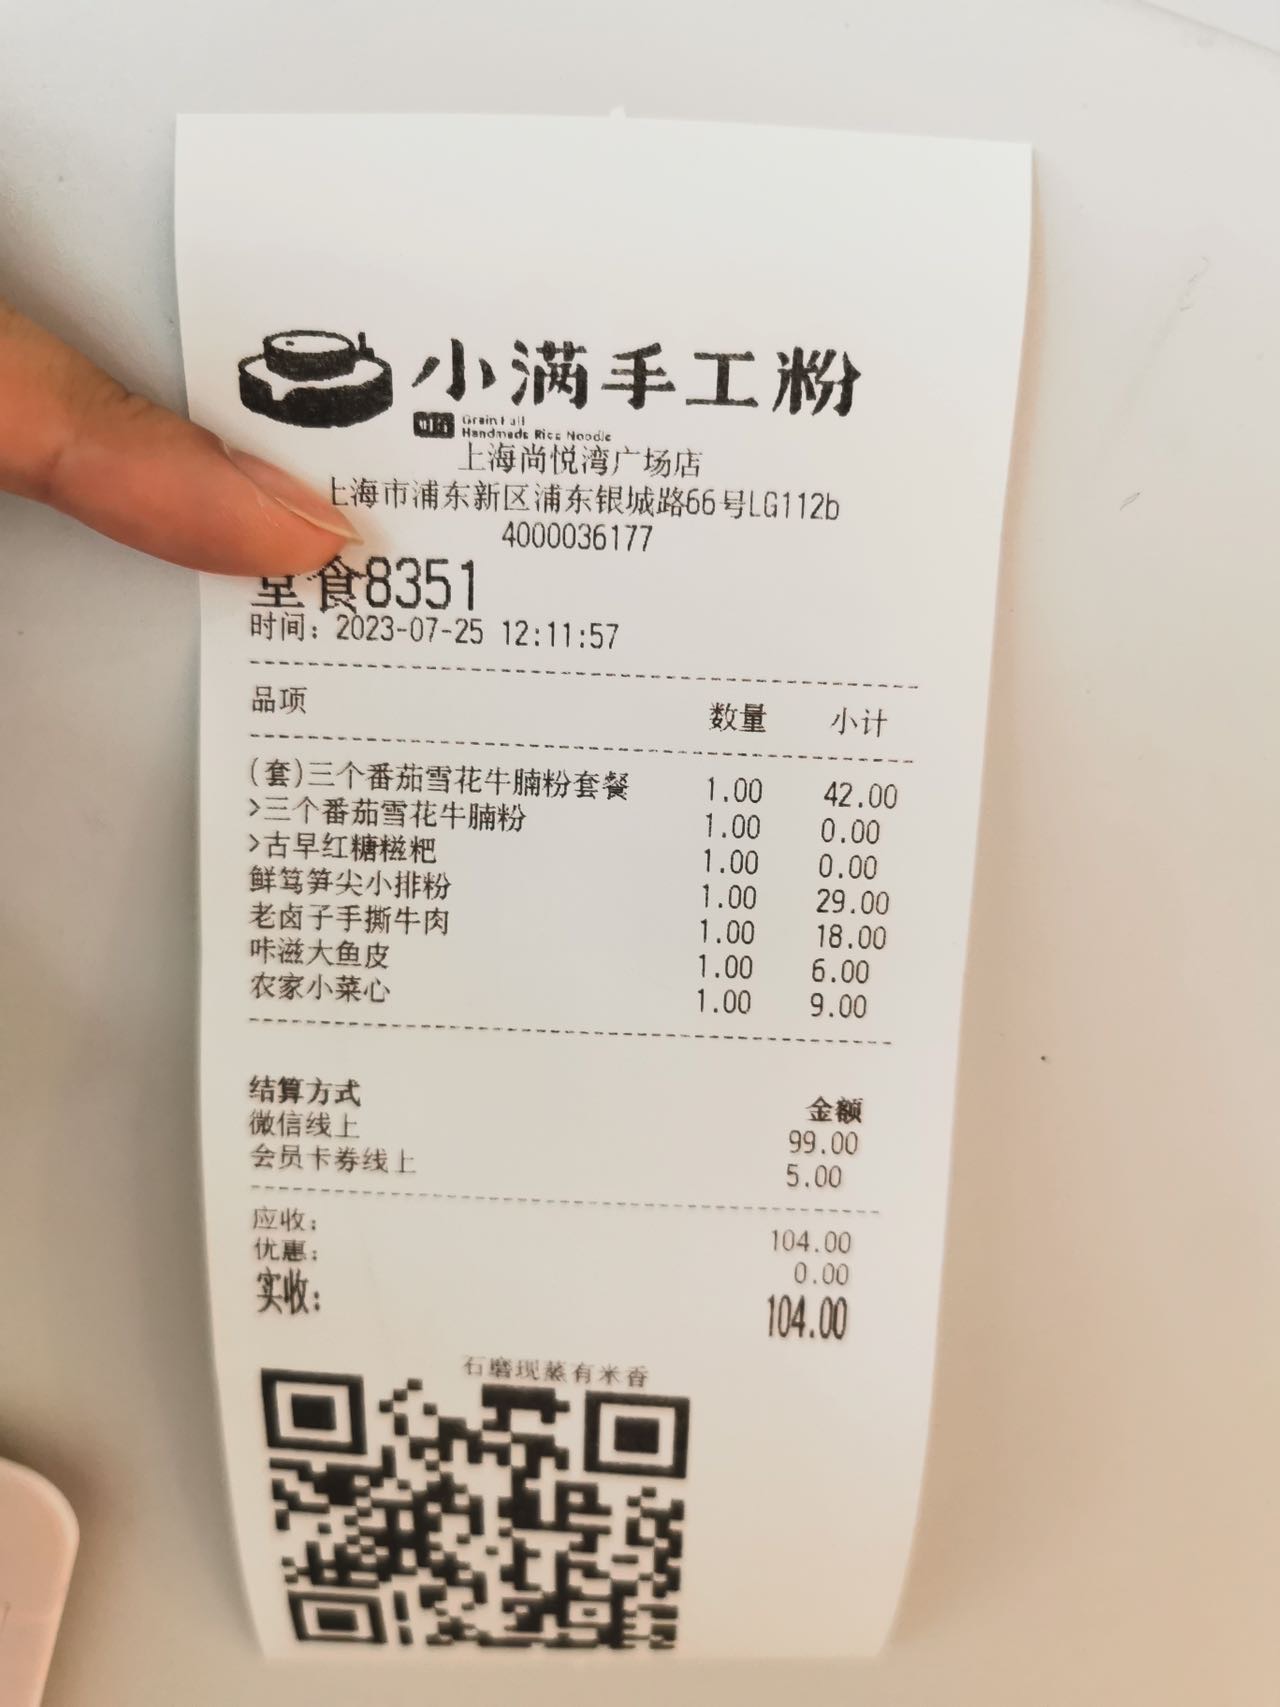 小满手工粉
Grain Full
Handmade Rice Noodle
上海尚悦湾广场店
上海市浦东新区浦东银城路66号LG112b
4000036177
堂食8351
时间：2023-07-25 12:11:57
品项 数量 小计
(套)三个番茄雪花牛腩粉套餐 1.00 42.00
>三个番茄雪花牛腩粉 1.00 0.00
>古早红糖糍粑 1.00 0.00
鲜笃笋尖小排粉 1.00 29.00
老卤子手撕牛肉 1.00 18.00
咔滋大鱼皮 1.00 6.00
农家小菜心 1.00 9.00
结算方式 金额
微信线上 99.00
会员卡券线上 5.00
应收： 104.00
优惠： 0.00
实收： 104.00
石磨现蒸有米香